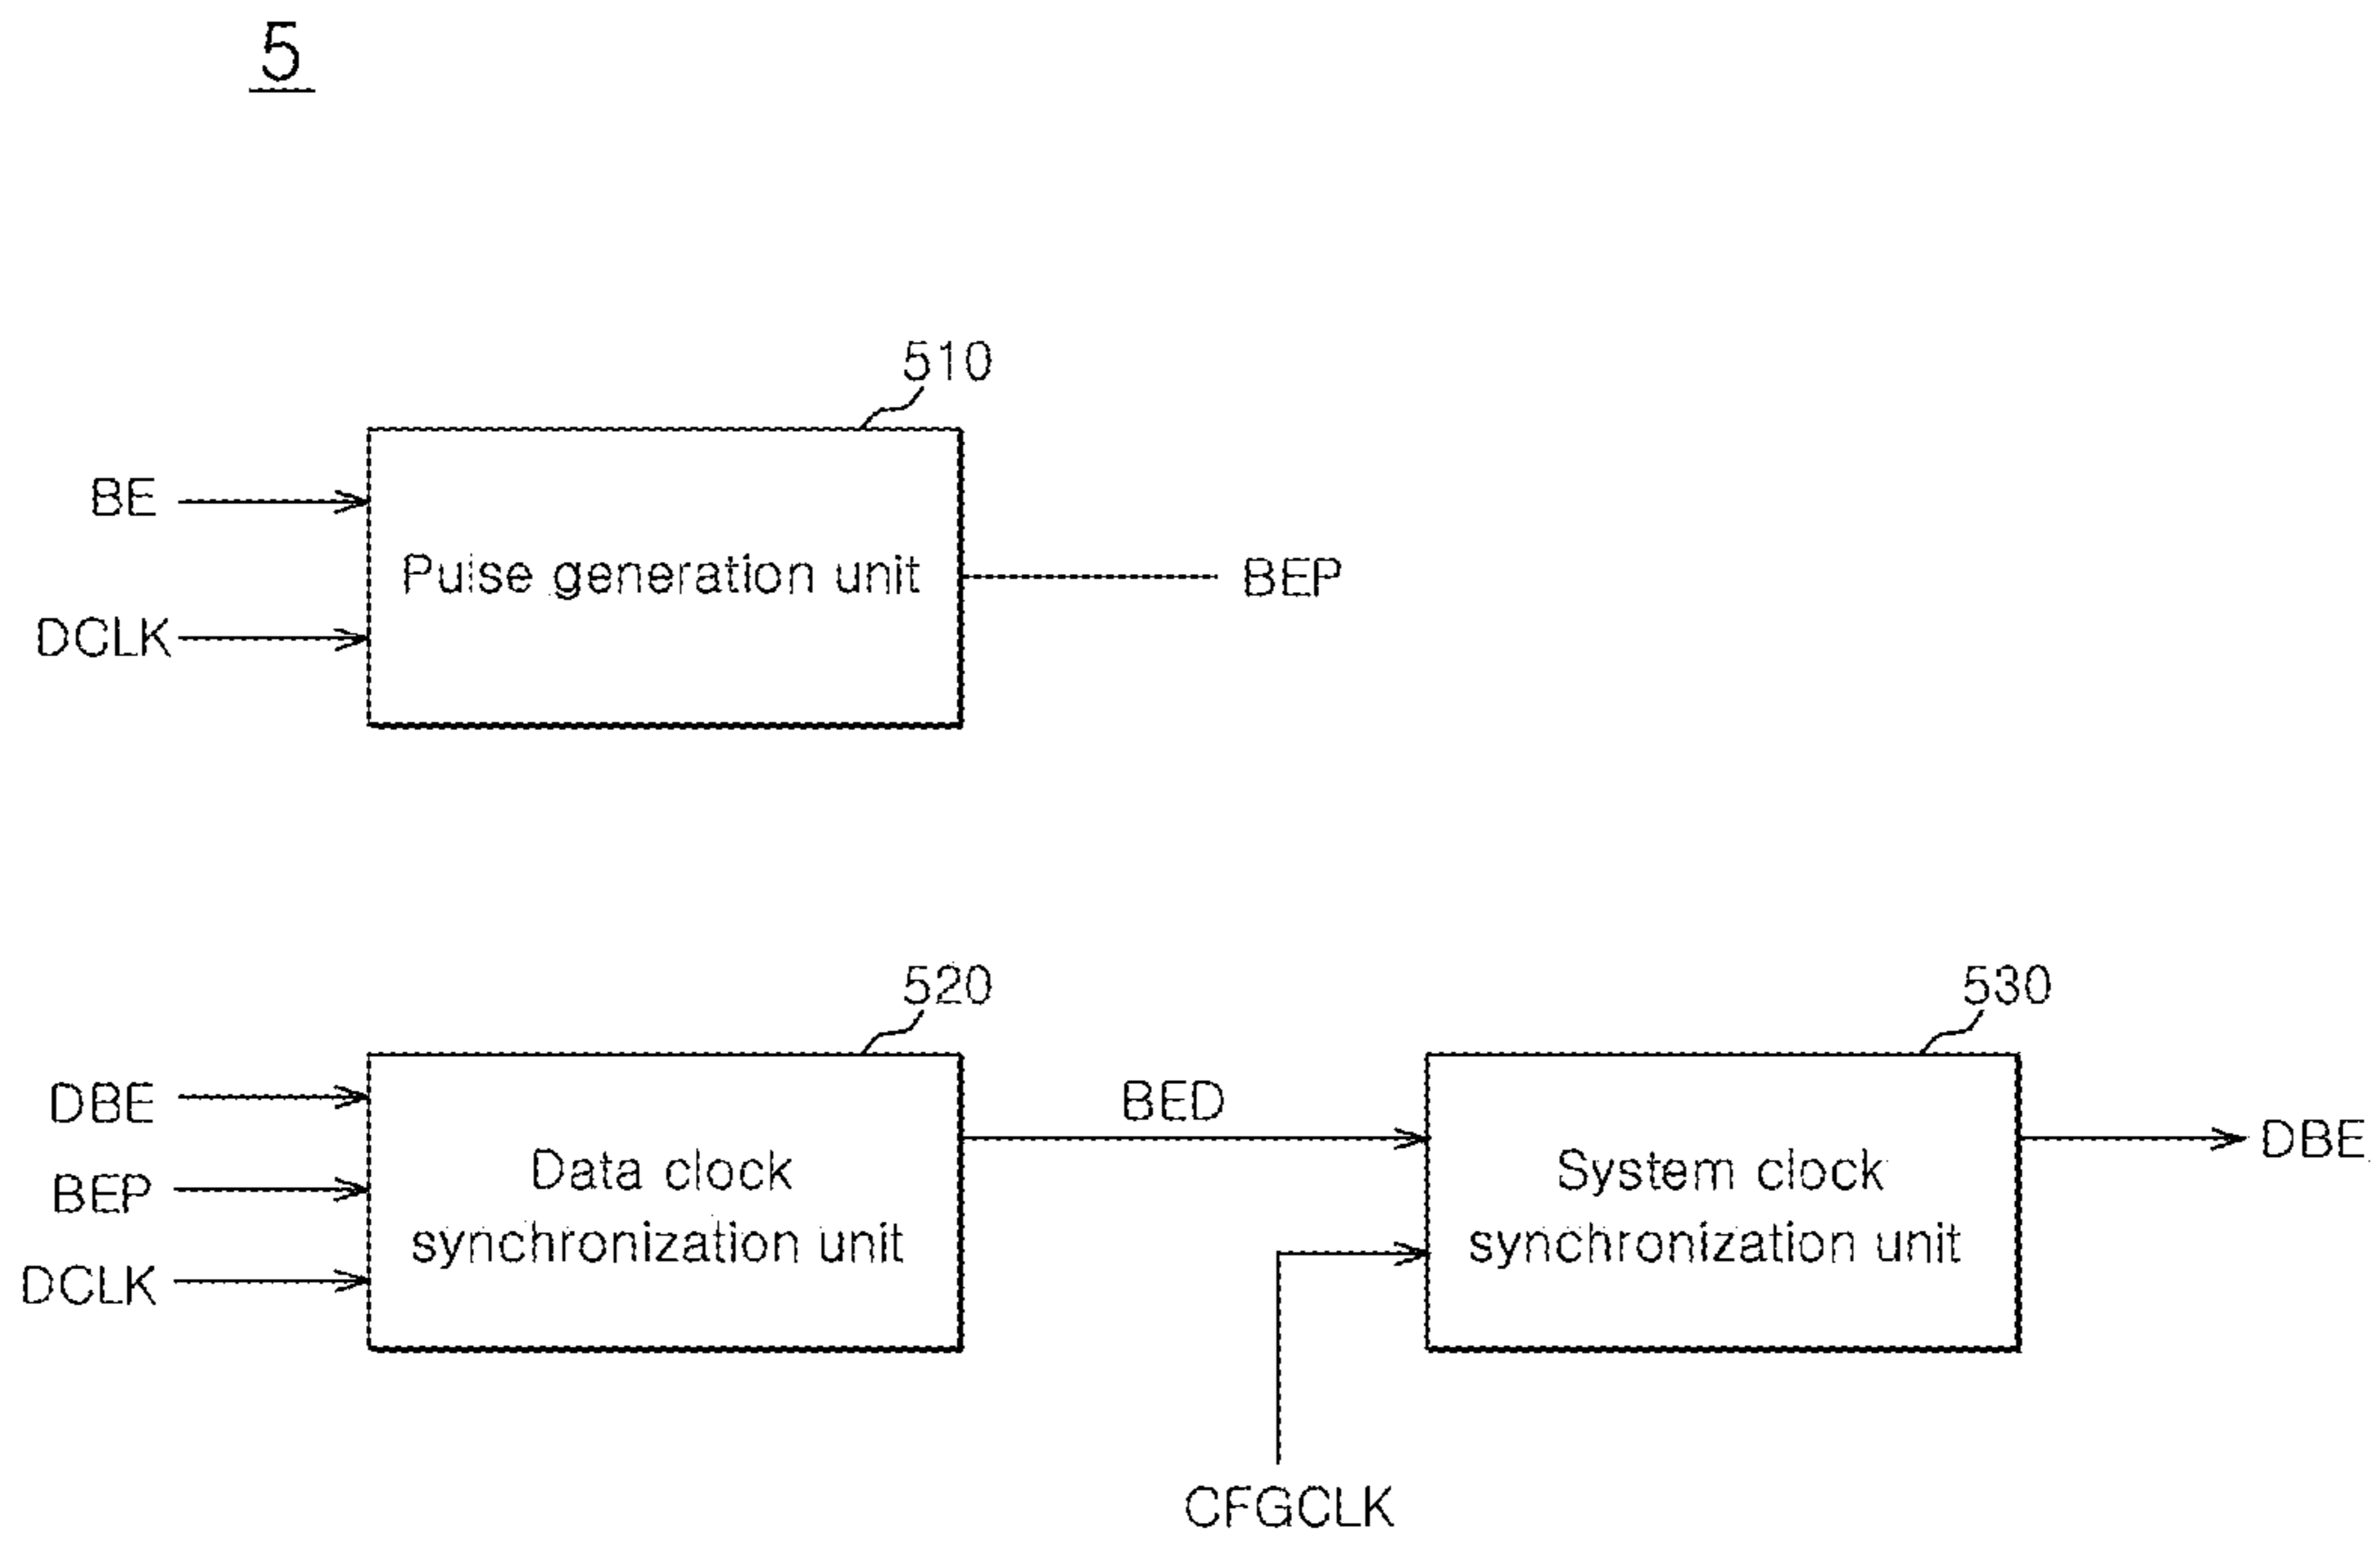 5
510
BE
Pulse generation unit
BEP
DCLK
520
530
DBE
BED
DBE
Data clock
synchronization unit
System clock
synchronization unit
BEP
DCLK
CFGCLK